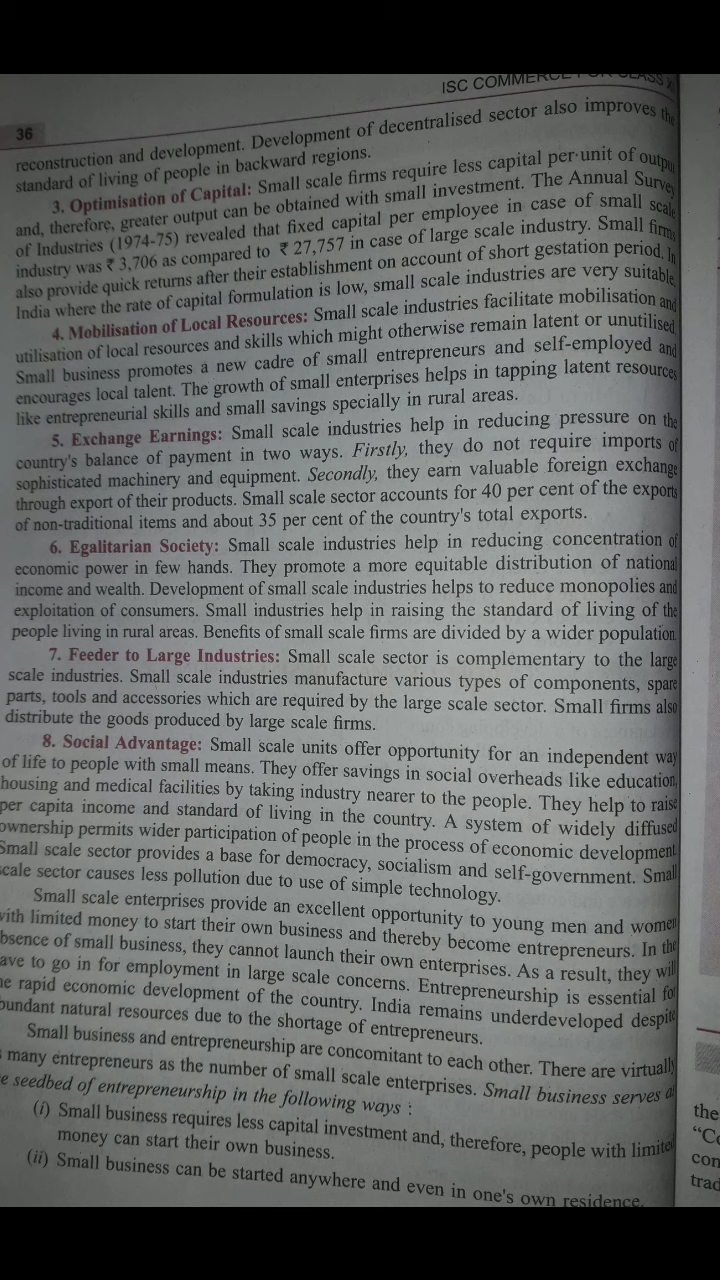 ISC COMMERCE FOR CLASS X
36
reconstruction and development. Development of decentralised sector also improves the
standard of living of people in backward regions.
3. Optimisation of Capital: Small scale firms require less capital per unit of output
and, therefore, greater output can be obtained with small investment. The Annual Survey
of Industries (1974-75) revealed that fixed capital per employee in case of small scale
industry was ₹ 3,706 as compared to ₹ 27,757 in case of large scale industry. Small firms
also provide quick returns after their establishment on account of short gestation period. In
India where the rate of capital formulation is low, small scale industries are very suitable.
4. Mobilisation of Local Resources: Small scale industries facilitate mobilisation and
utilisation of local resources and skills which might otherwise remain latent or unutilised.
Small business promotes a new cadre of small entrepreneurs and self-employed and
encourages local talent. The growth of small enterprises helps in tapping latent resources
like entrepreneurial skills and small savings specially in rural areas.
5. Exchange Earnings: Small scale industries help in reducing pressure on the
country's balance of payment in two ways. Firstly, they do not require imports of
sophisticated machinery and equipment. Secondly, they earn valuable foreign exchange
through export of their products. Small scale sector accounts for 40 per cent of the exports
of non-traditional items and about 35 per cent of the country's total exports.
6. Egalitarian Society: Small scale industries help in reducing concentration of
economic power in few hands. They promote a more equitable distribution of national
income and wealth. Development of small scale industries helps to reduce monopolies and
exploitation of consumers. Small industries help in raising the standard of living of the
people living in rural areas. Benefits of small scale firms are divided by a wider population.
7. Feeder to Large Industries: Small scale sector is complementary to the large
scale industries. Small scale industries manufacture various types of components, spare
parts, tools and accessories which are required by the large scale sector. Small firms also
distribute the goods produced by large scale firms.
8. Social Advantage: Small scale units offer opportunity for an independent way
of life to people with small means. They offer savings in social overheads like education,
housing and medical facilities by taking industry nearer to the people. They help to raise
per capita income and standard of living in the country. A system of widely diffused
ownership permits wider participation of people in the process of economic development.
Small scale sector provides a base for democracy, socialism and self-government. Small
scale sector causes less pollution due to use of simple technology.
Small scale enterprises provide an excellent opportunity to young men and women
with limited money to start their own business and thereby become entrepreneurs. In the
bsence of small business, they cannot launch their own enterprises. As a result, they will
ave to go in for employment in large scale concerns. Entrepreneurship is essential for
he rapid economic development of the country. India remains underdeveloped despite
bundant natural resources due to the shortage of entrepreneurs.
Small business and entrepreneurship are concomitant to each other. There are virtually
many entrepreneurs as the number of small scale enterprises. Small business serves a
e seedbed of entrepreneurship in the following ways :
(i) Small business requires less capital investment and, therefore, people with limite
money can start their own business.
(ii) Small business can be started anywhere and even in one's own residence.
the
"Co
con
trad